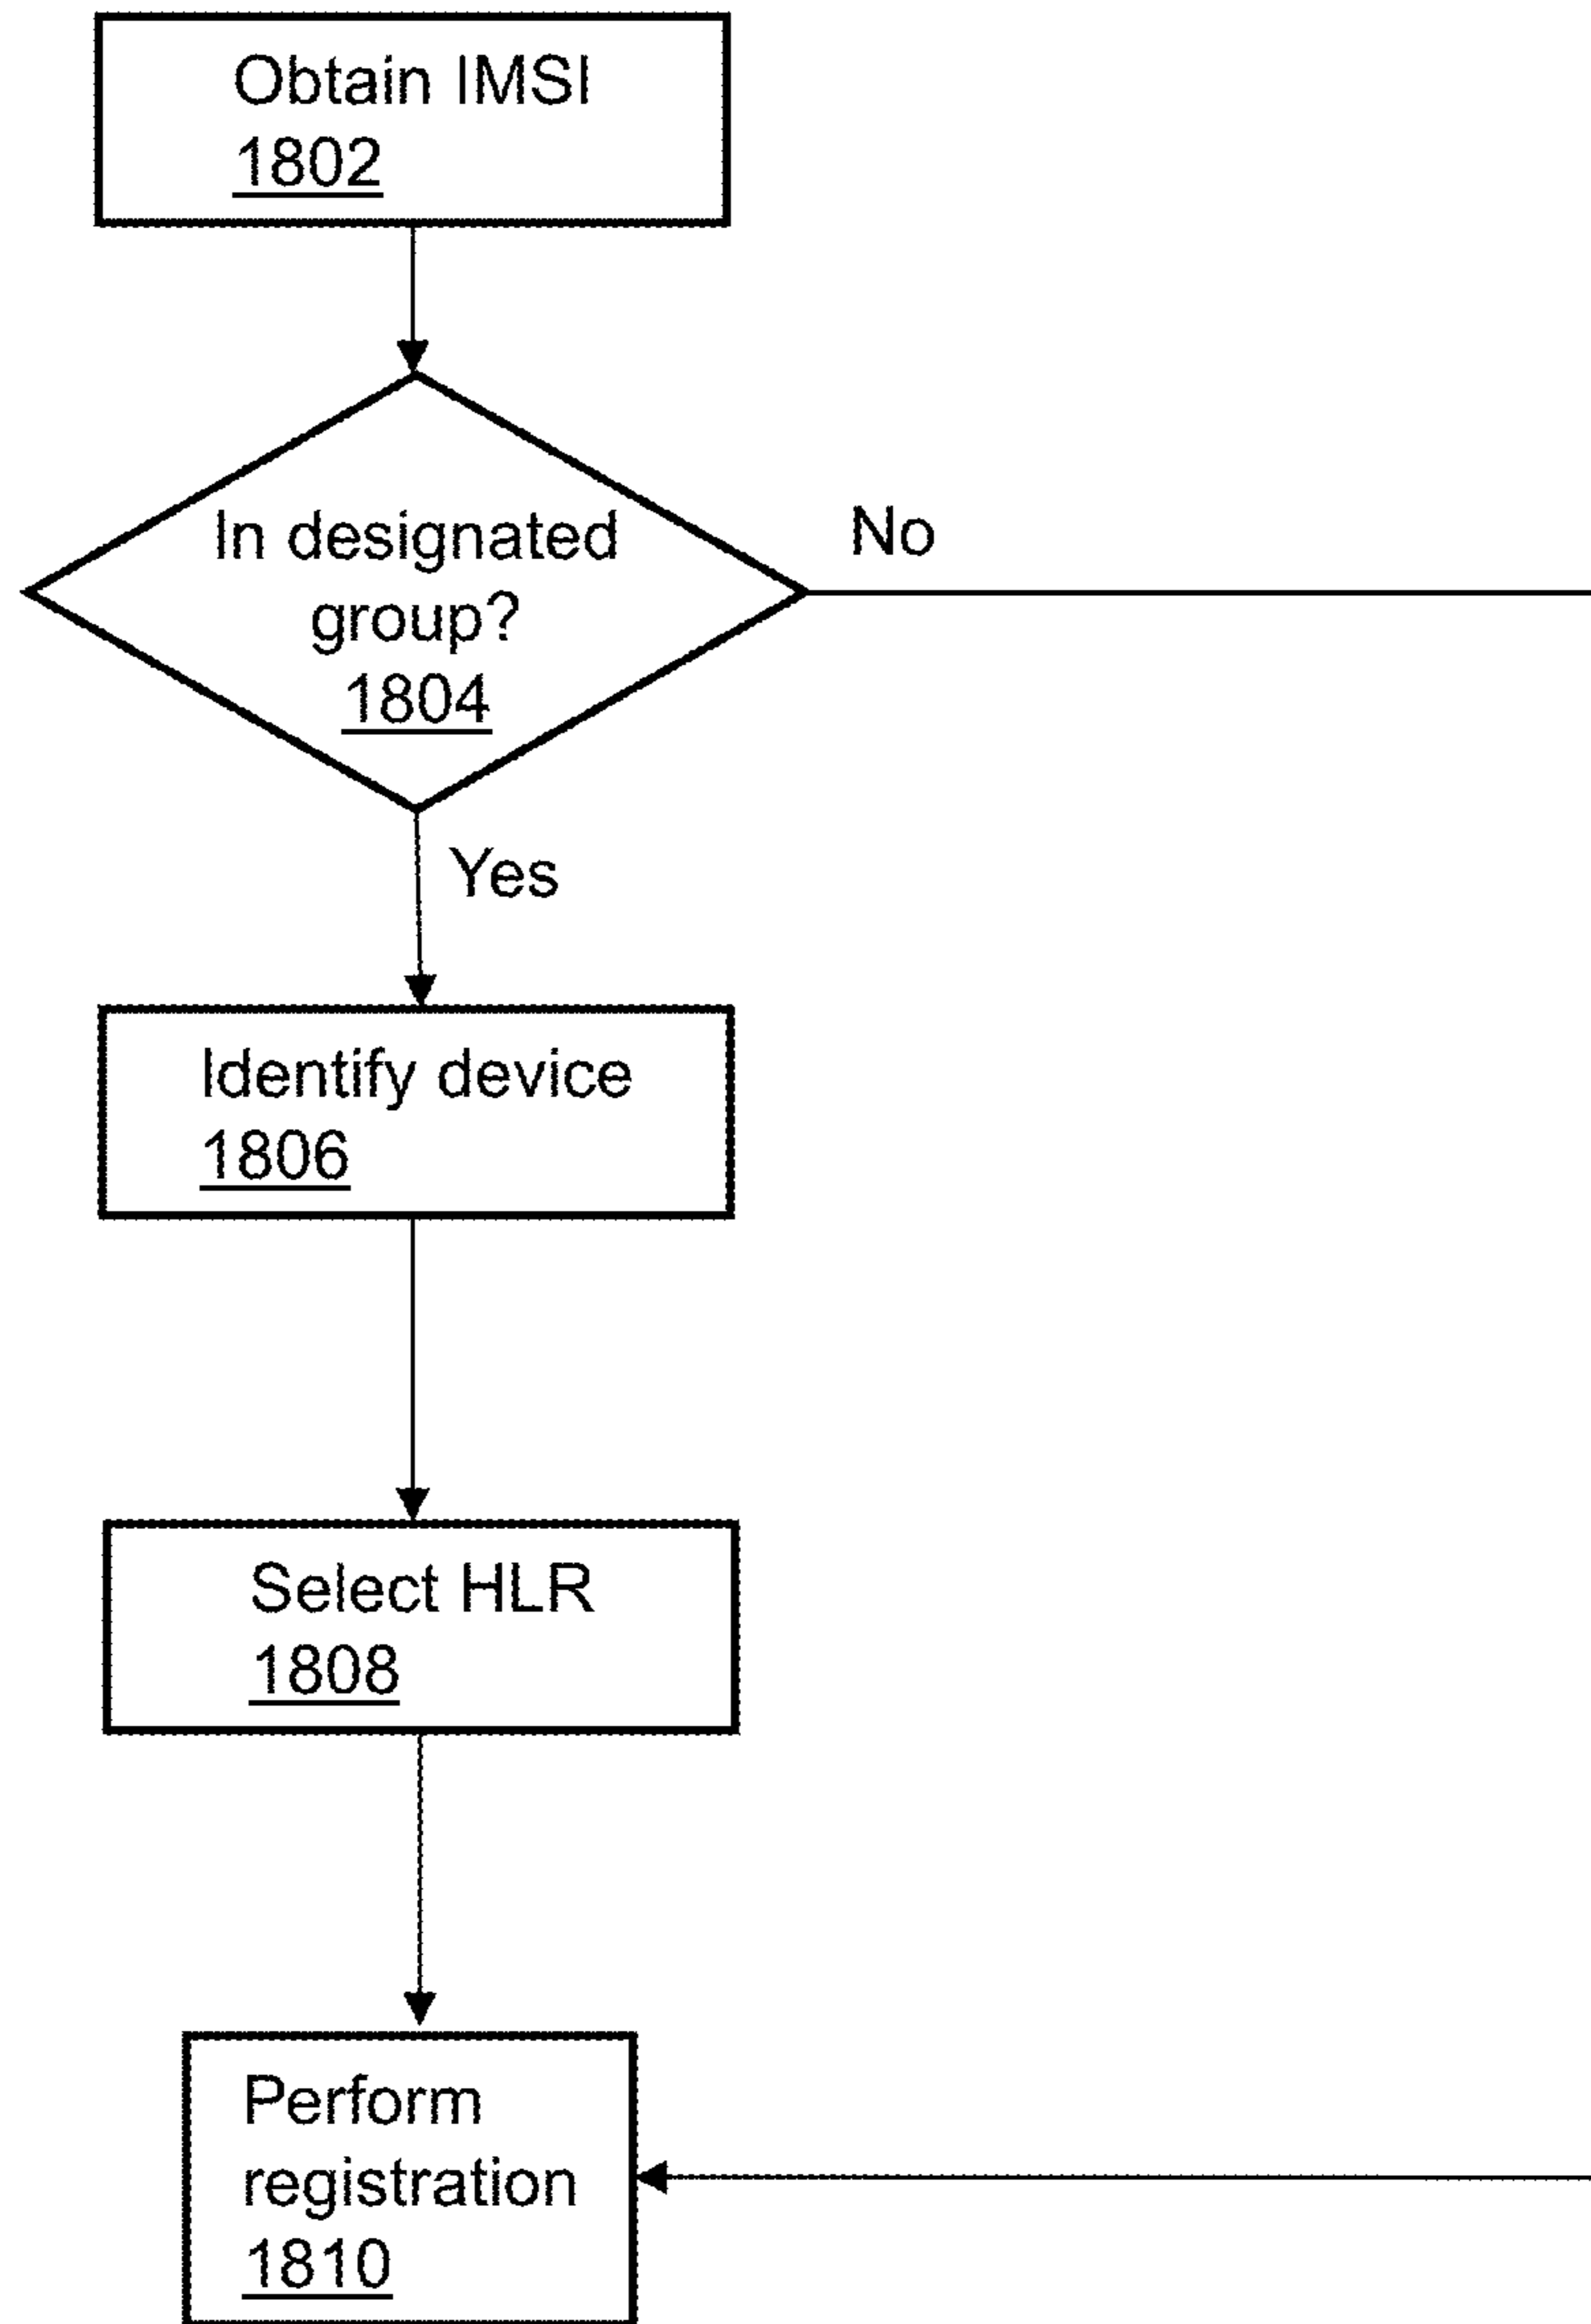 Obtain IMSI
1802
In designated
group?
1804
No
Yes
Identify device
1806
Select HLR
1808
Perform
registration
1810